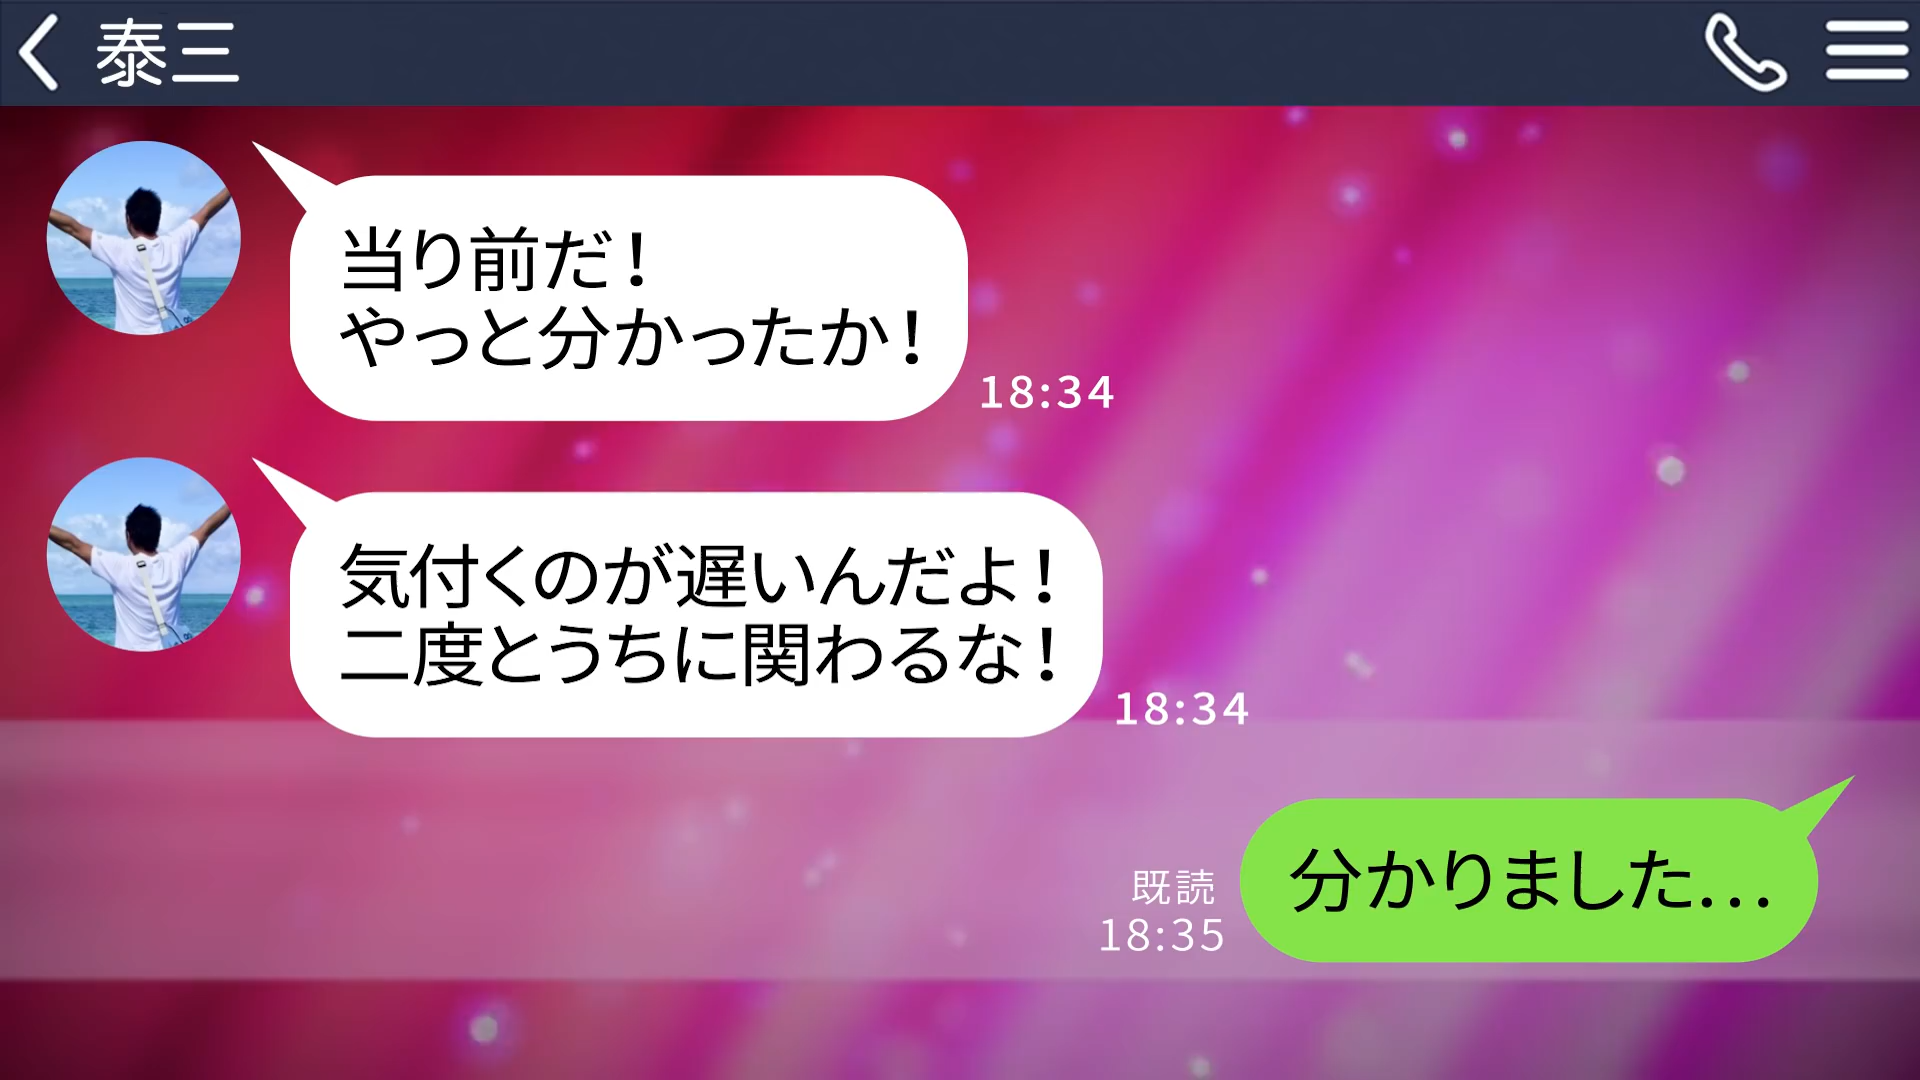 泰三
当り前だ！
やっと分かったか！
18:34
気付くのが遅いんだよ！
二度とうちに関わるな！
18:34
分かりました…
既読
18:35